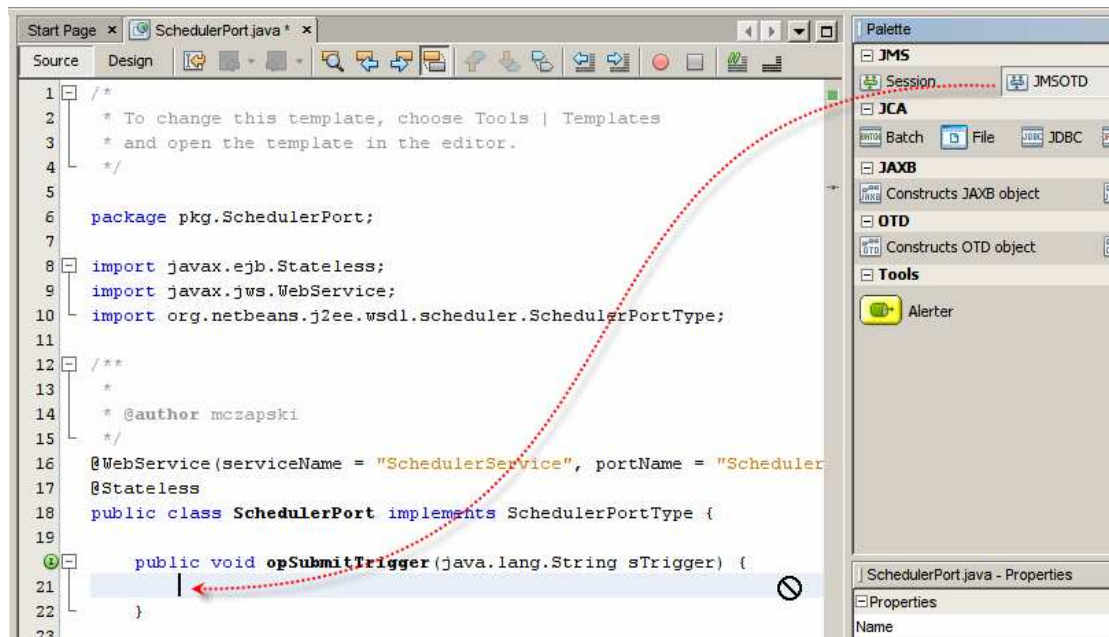 Start Page
SchedulerPort.java *
Source Design
1 /*
2 * To change this template, choose Tools | Templates
3 * and open the template in the editor.
4 */
5
6 package pkg.SchedulerPort;
7
8 import javax.ejb.Stateless;
9 import javax.jws.WebService;
10 import org.netbeans.j2ee.wsdl.scheduler.SchedulerPortType;
11
12 /**
13 *
14 * @author mczapski
15 */
16 @WebService(serviceName = "SchedulerService", portName = "Scheduler
17 @Stateless
18 public class SchedulerPort implements SchedulerPortType {
19
public void opSubmitTrigger(java.lang.String sTrigger) {
21
22 }
23
Palette
JMS
Session JMSOTD
JCA
Batch File JDBC
JAXB
Constructs JAXB object
OTD
Constructs OTD object
Tools
Alerter
SchedulerPort.java - Properties
Properties
Name